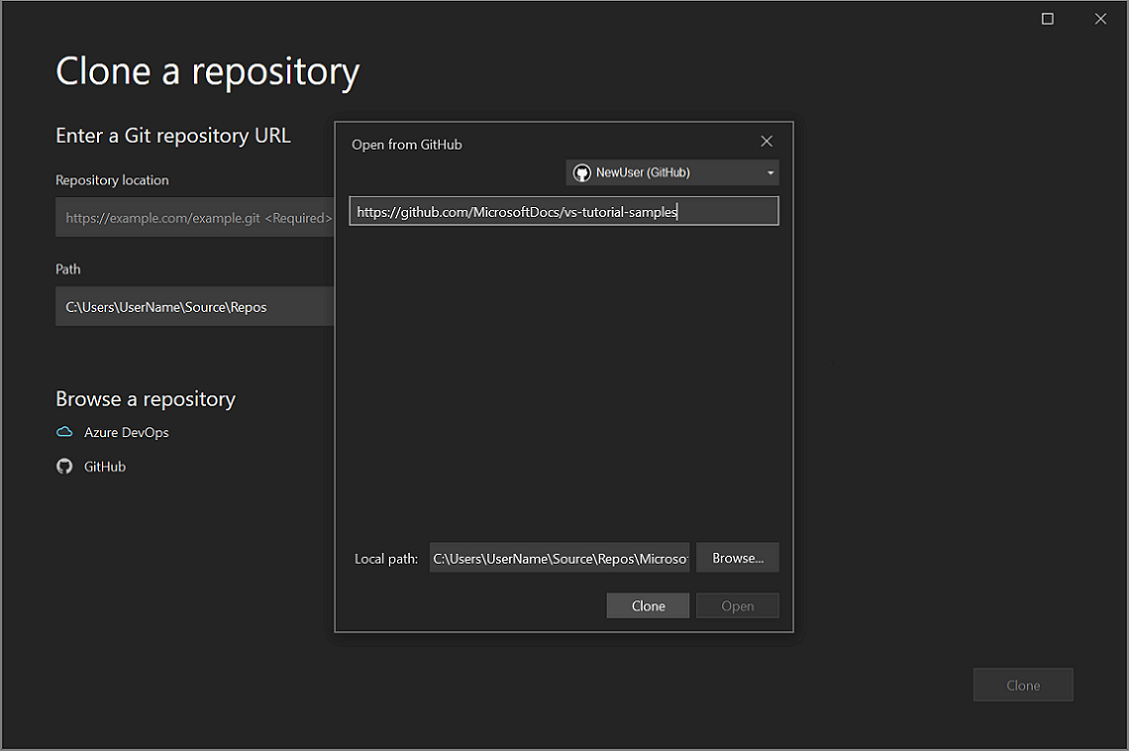 Clone a repository
Enter a Git repository URL
Repository location
https://example.com/example.git <Required>
Path
C:\Users\UserName\Source\Repos
Browse a repository
Azure DevOps
GitHub
Open from GitHub
NewUser (GitHub)
https://github.com/MicrosoftDocs/vs-tutorial-samples
Local path: C:\Users\UserName\Source\Repos\Microso Browse...
Clone Open
Clone